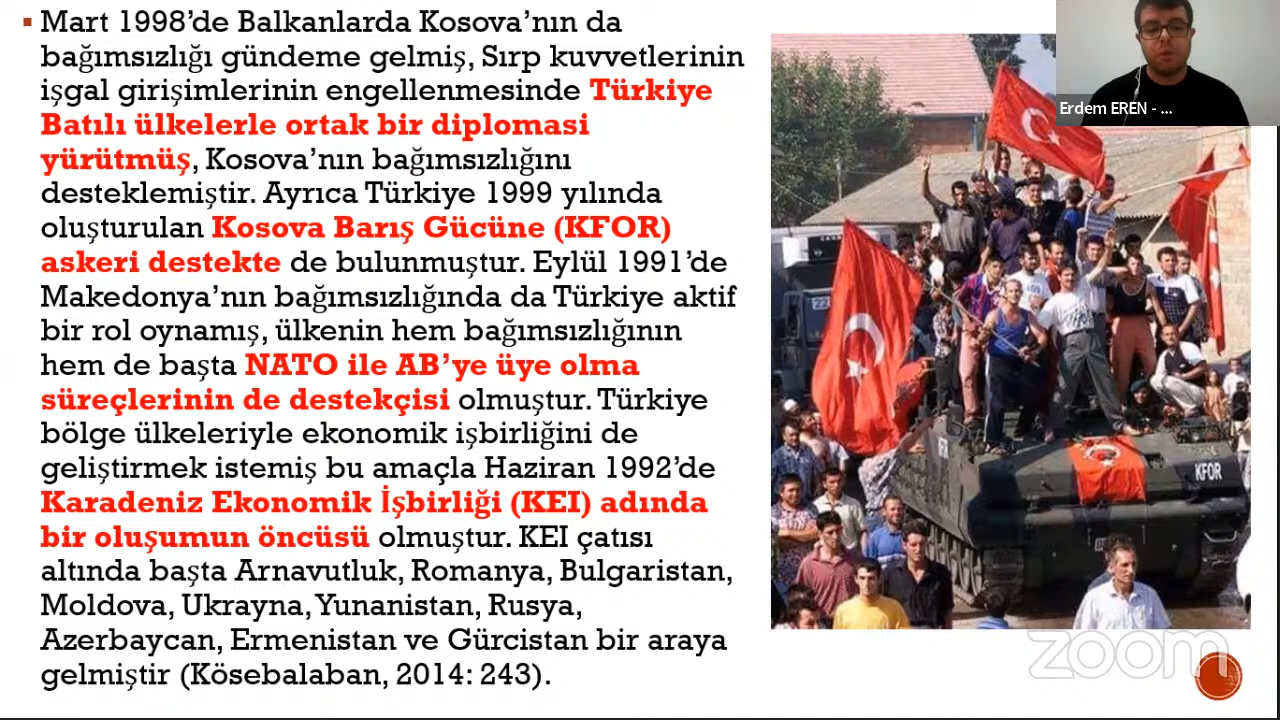 Mart 1998’de Balkanlarda Kosova’nın da
bağımsızlığı gündeme gelmiş, Sırp kuvvetlerinin
işgal girişimlerinin engellenmesinde Türkiye
Batılı ülkelerle ortak bir diplomasi
yürütmüş, Kosova’nın bağımsızlığını
desteklemiştir. Ayrıca Türkiye 1999 yılında
oluşturulan Kosova Barış Gücüne (KFOR)
askeri destekte de bulunmuştur. Eylül 1991’de
Makedonya’nın bağımsızlığında da Türkiye aktif
bir rol oynamış, ülkenin hem bağımsızlığının
hem de başta NATO ile AB’ye üye olma
süreçlerinin de destekçisi olmuştur. Türkiye
bölge ülkeleriyle ekonomik işbirliğini de
geliştirmek istemiş bu amaçla Haziran 1992’de
Karadeniz Ekonomik İşbirliği (KEI) adında
bir oluşumun öncüsü olmuştur. KEI çatısı
altında başta Arnavutluk, Romanya, Bulgaristan,
Moldova, Ukrayna, Yunanistan, Rusya,
Azerbaycan, Ermenistan ve Gürcistan bir araya
gelmiştir (Kösebalaban, 2014: 243).
Erdem EREN - ...
KFOR
zoom